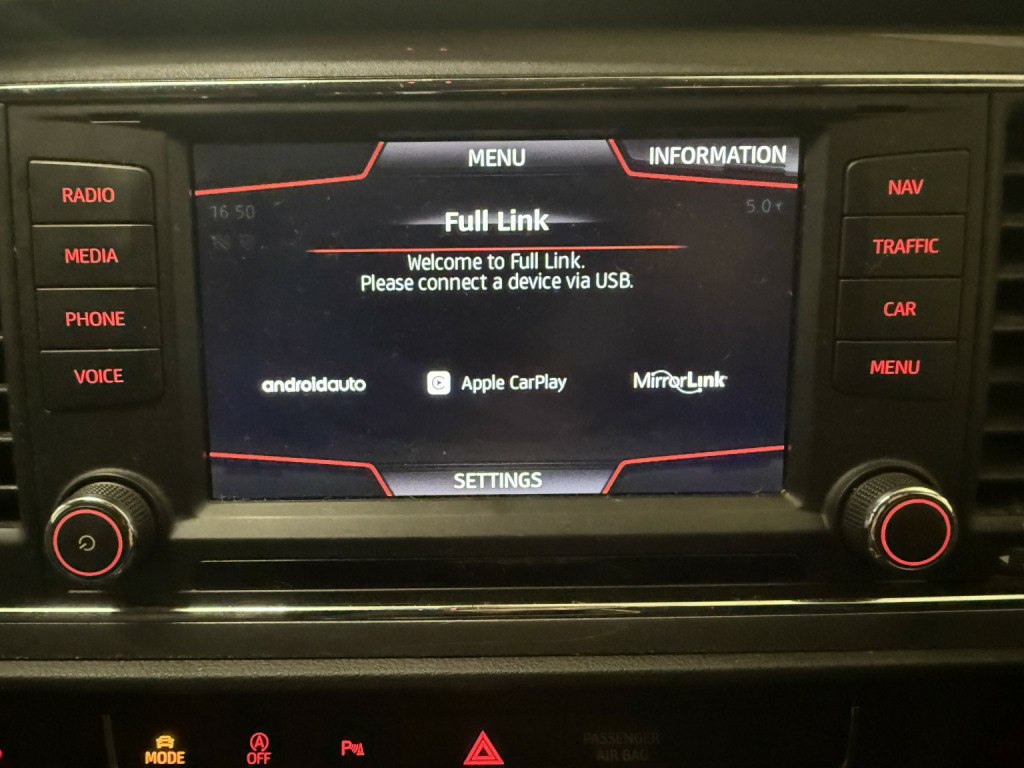 MENU
INFORMATION
RADIO
NAV
16:50
5.0
Full Link
MEDIA
TRAFFIC
Welcome to Full Link.
Please connect a device via USB.
PHONE
CAR
VOICE
MENU
androidauto
Apple CarPlay
MirrorLink
SETTINGS
MODE
OFF
P
PASSENGER
AIR BAG